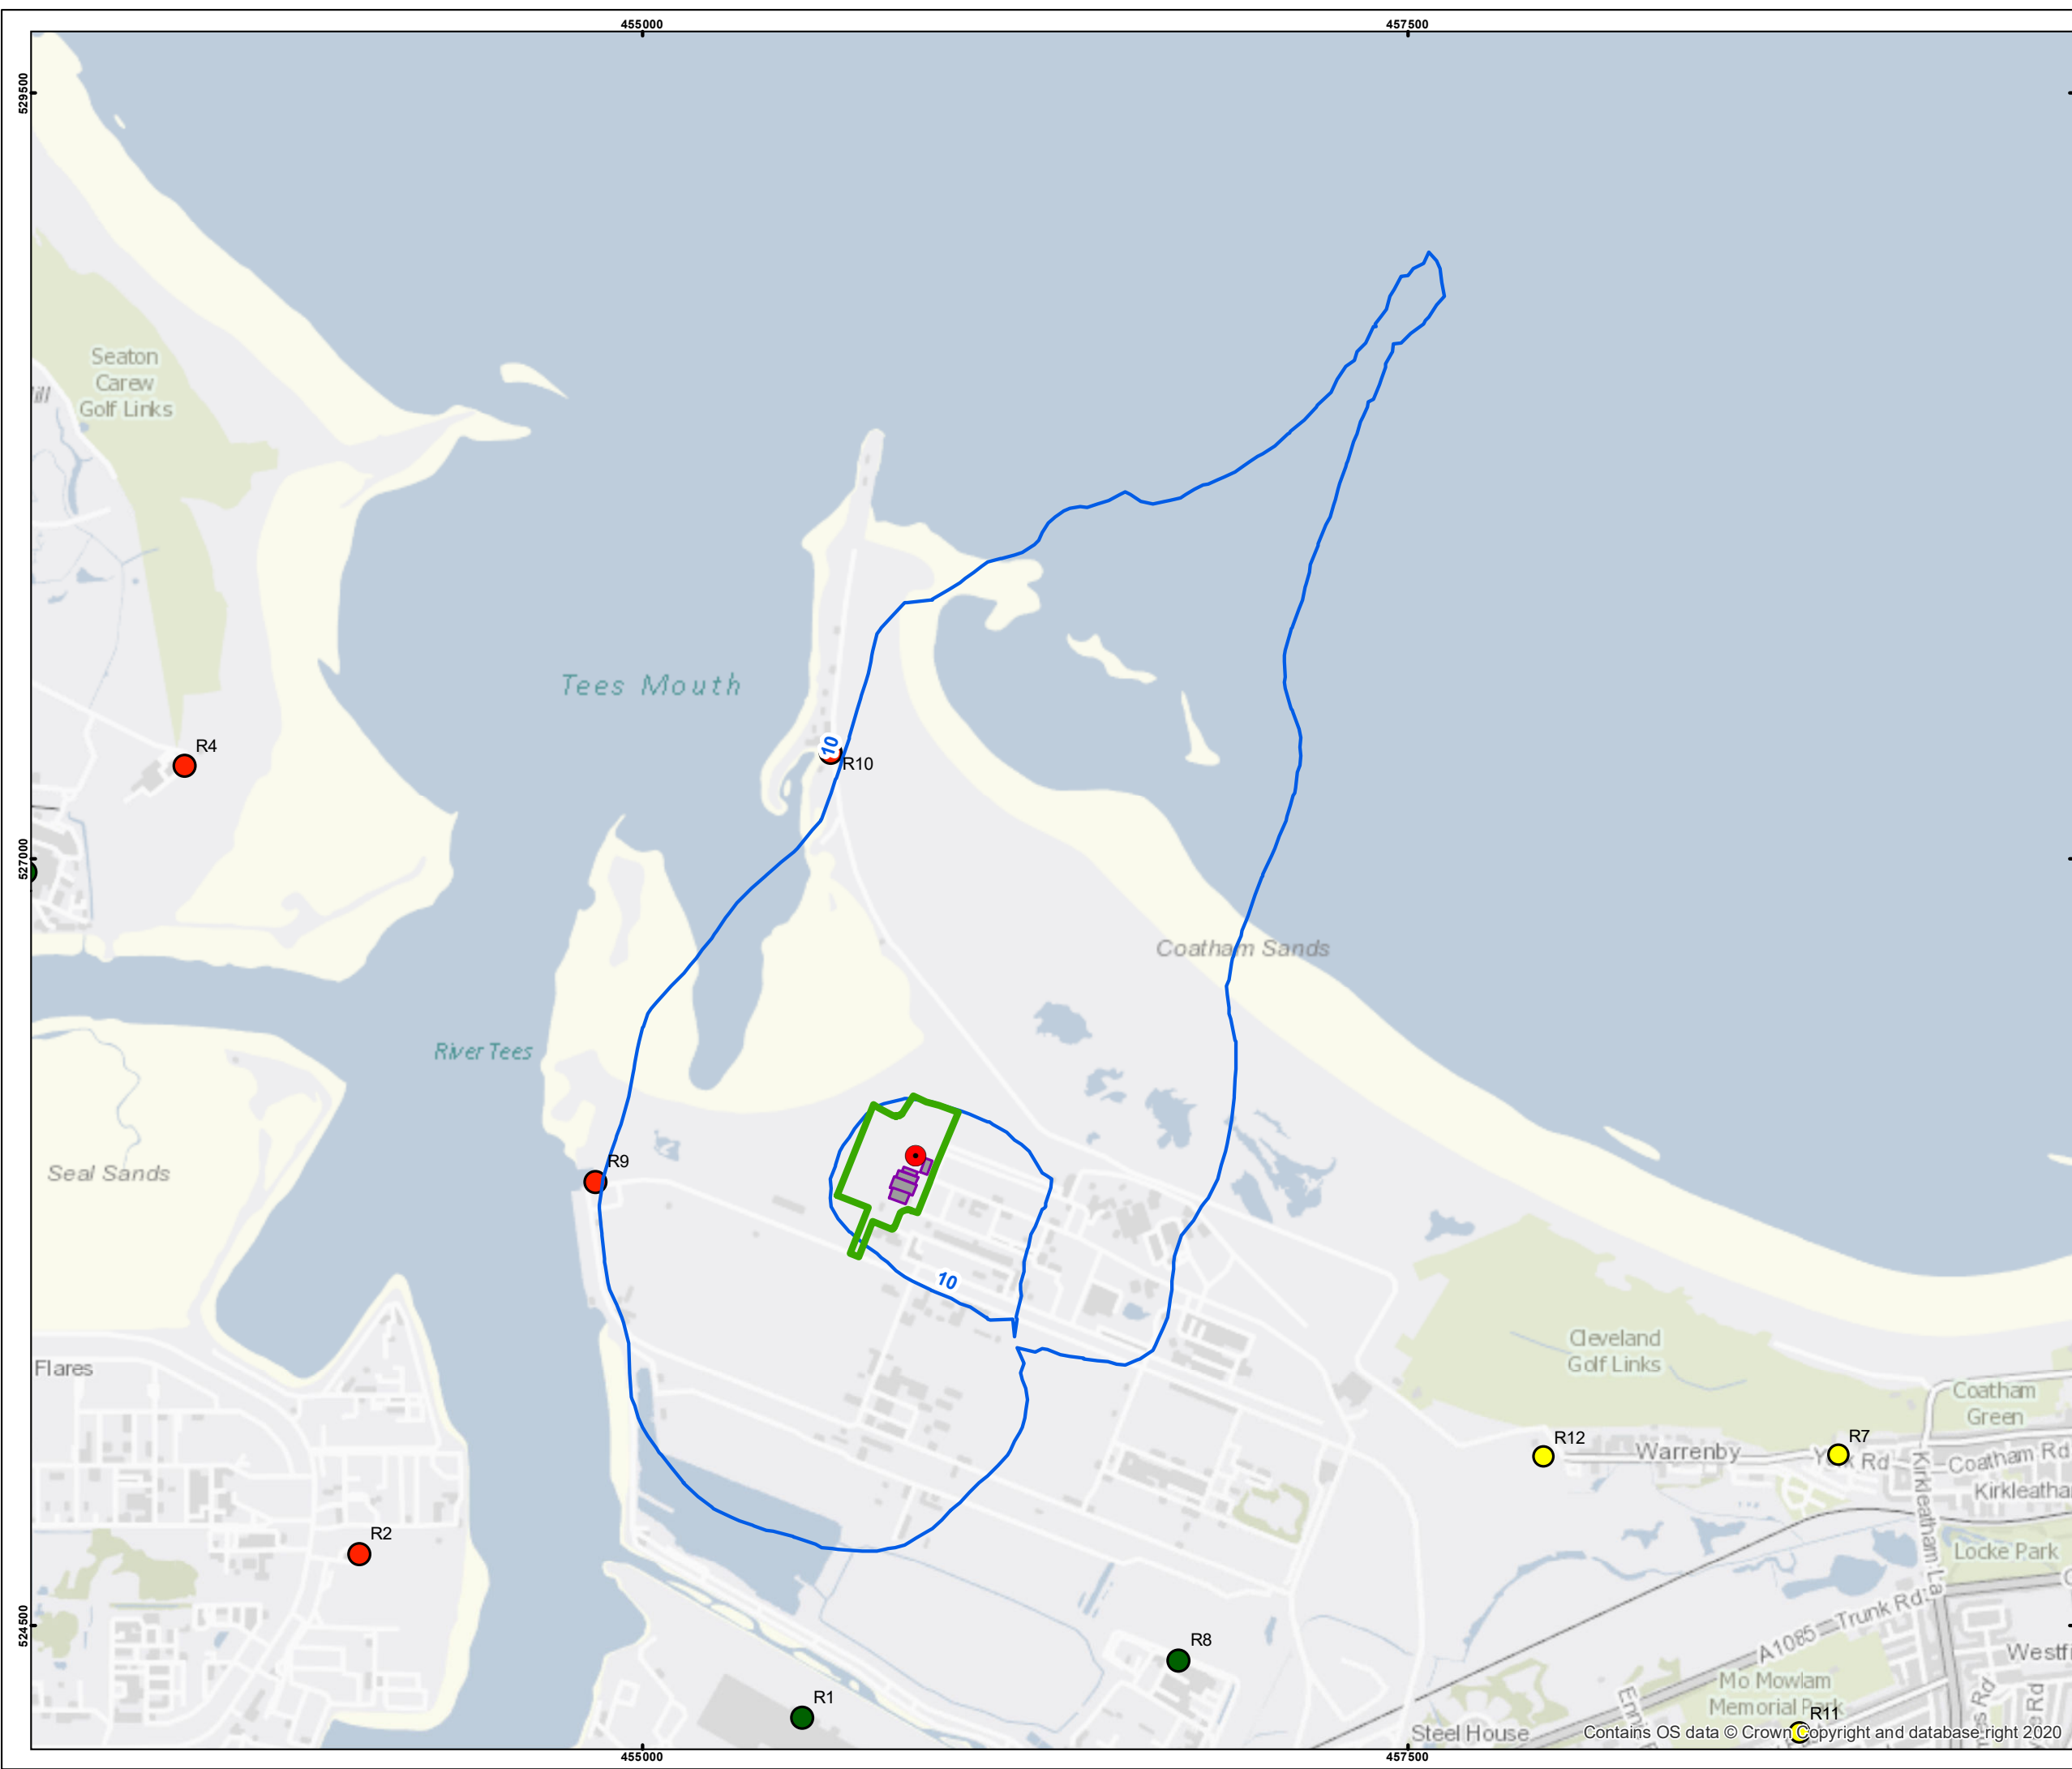 455000
457500
529500
Seaton
Carew
Golf Links
ill
Tees Mouth
R4
10
R10
527000
Coatham Sands
River Tees
R9
Seal Sands
10
Flares
Cleveland
Golf Links
Coatham
Green
R12
R7
Warrenby
Coatham Rd
Kirkleatha
Kirkleatham La
R2
Locke Park
524500
A1085
Trunk Rd
R8
Westfi
Mo Mowlam
Memorial Park
R1
R11
Steel House
Contains OS data © Crown Copyright and database right 2020
455000
457500